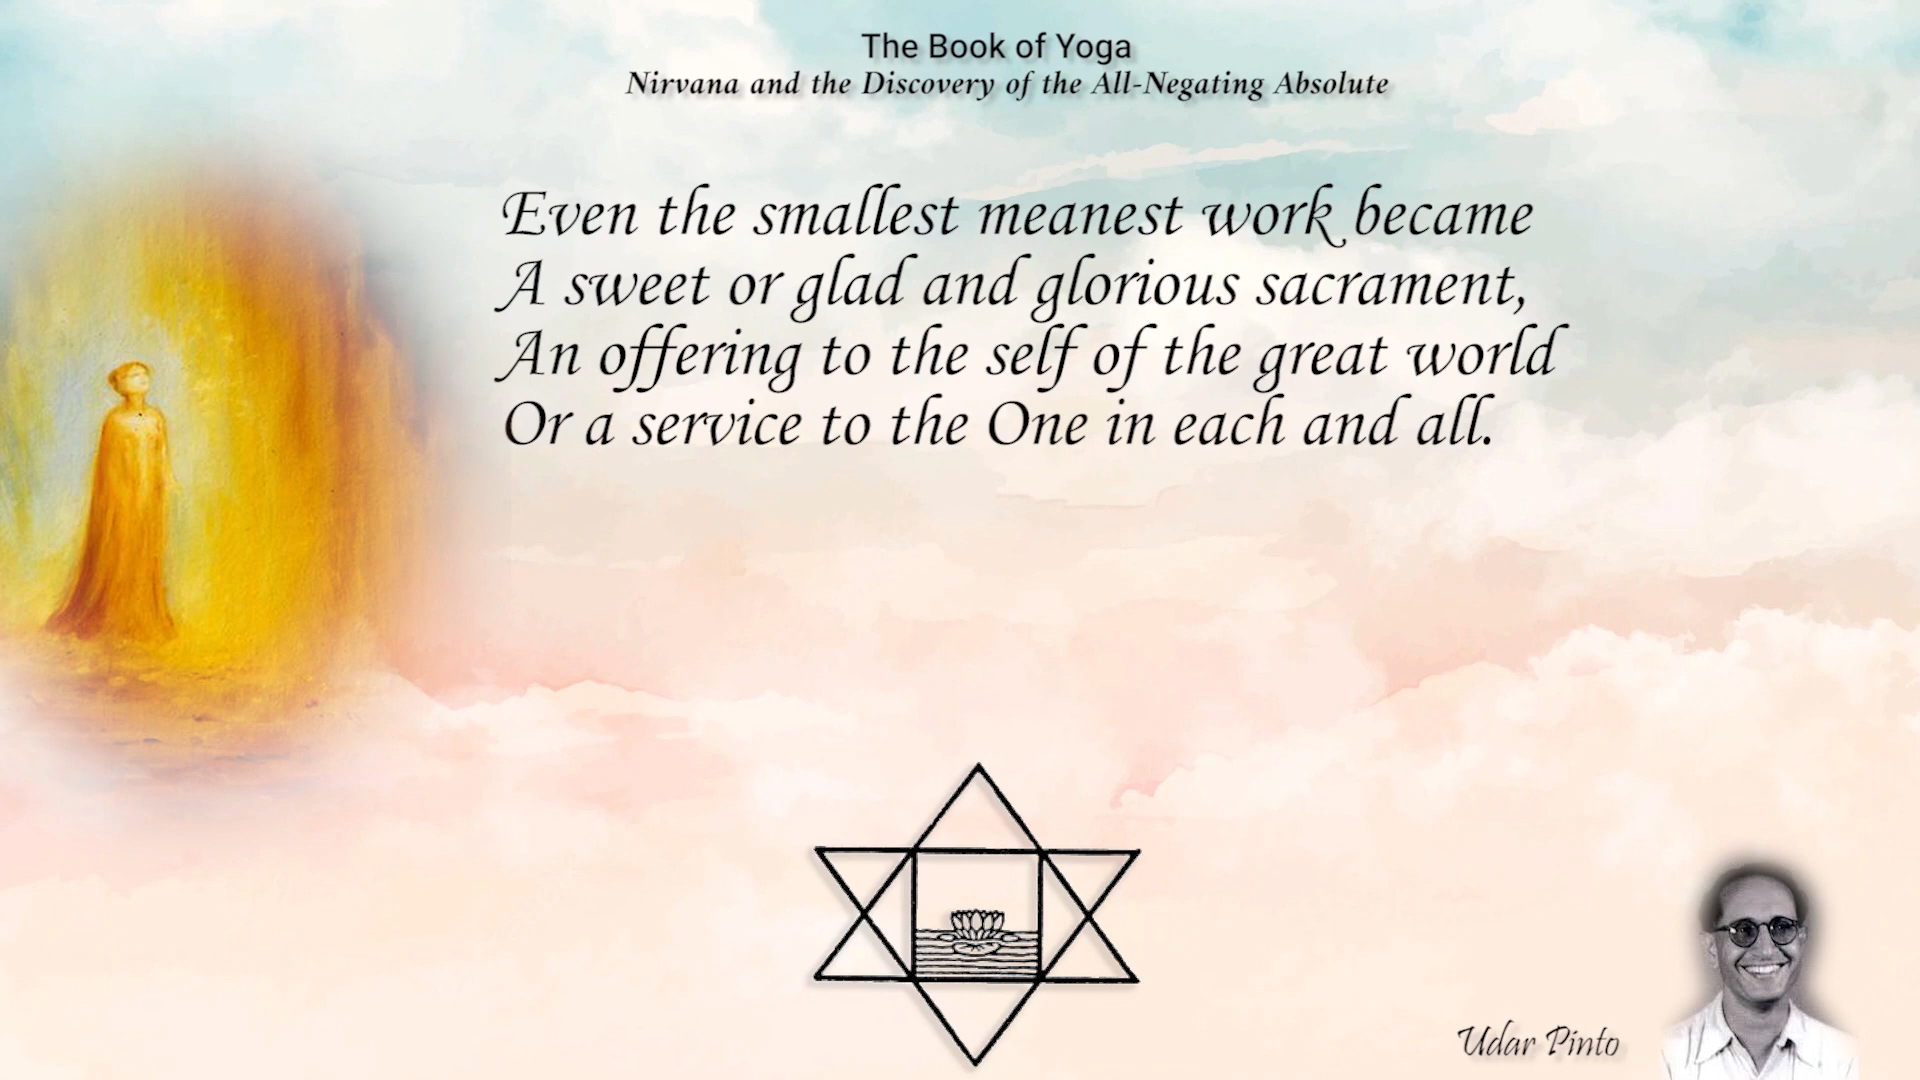 The Book of Yoga
Nirvana and the Discovery of the All-Negating Absolute
Even the smallest meanest work became
A sweet or glad and glorious sacrament,
An offering to the self of the great world
Or a service to the One in each and all.
Udar Pinto